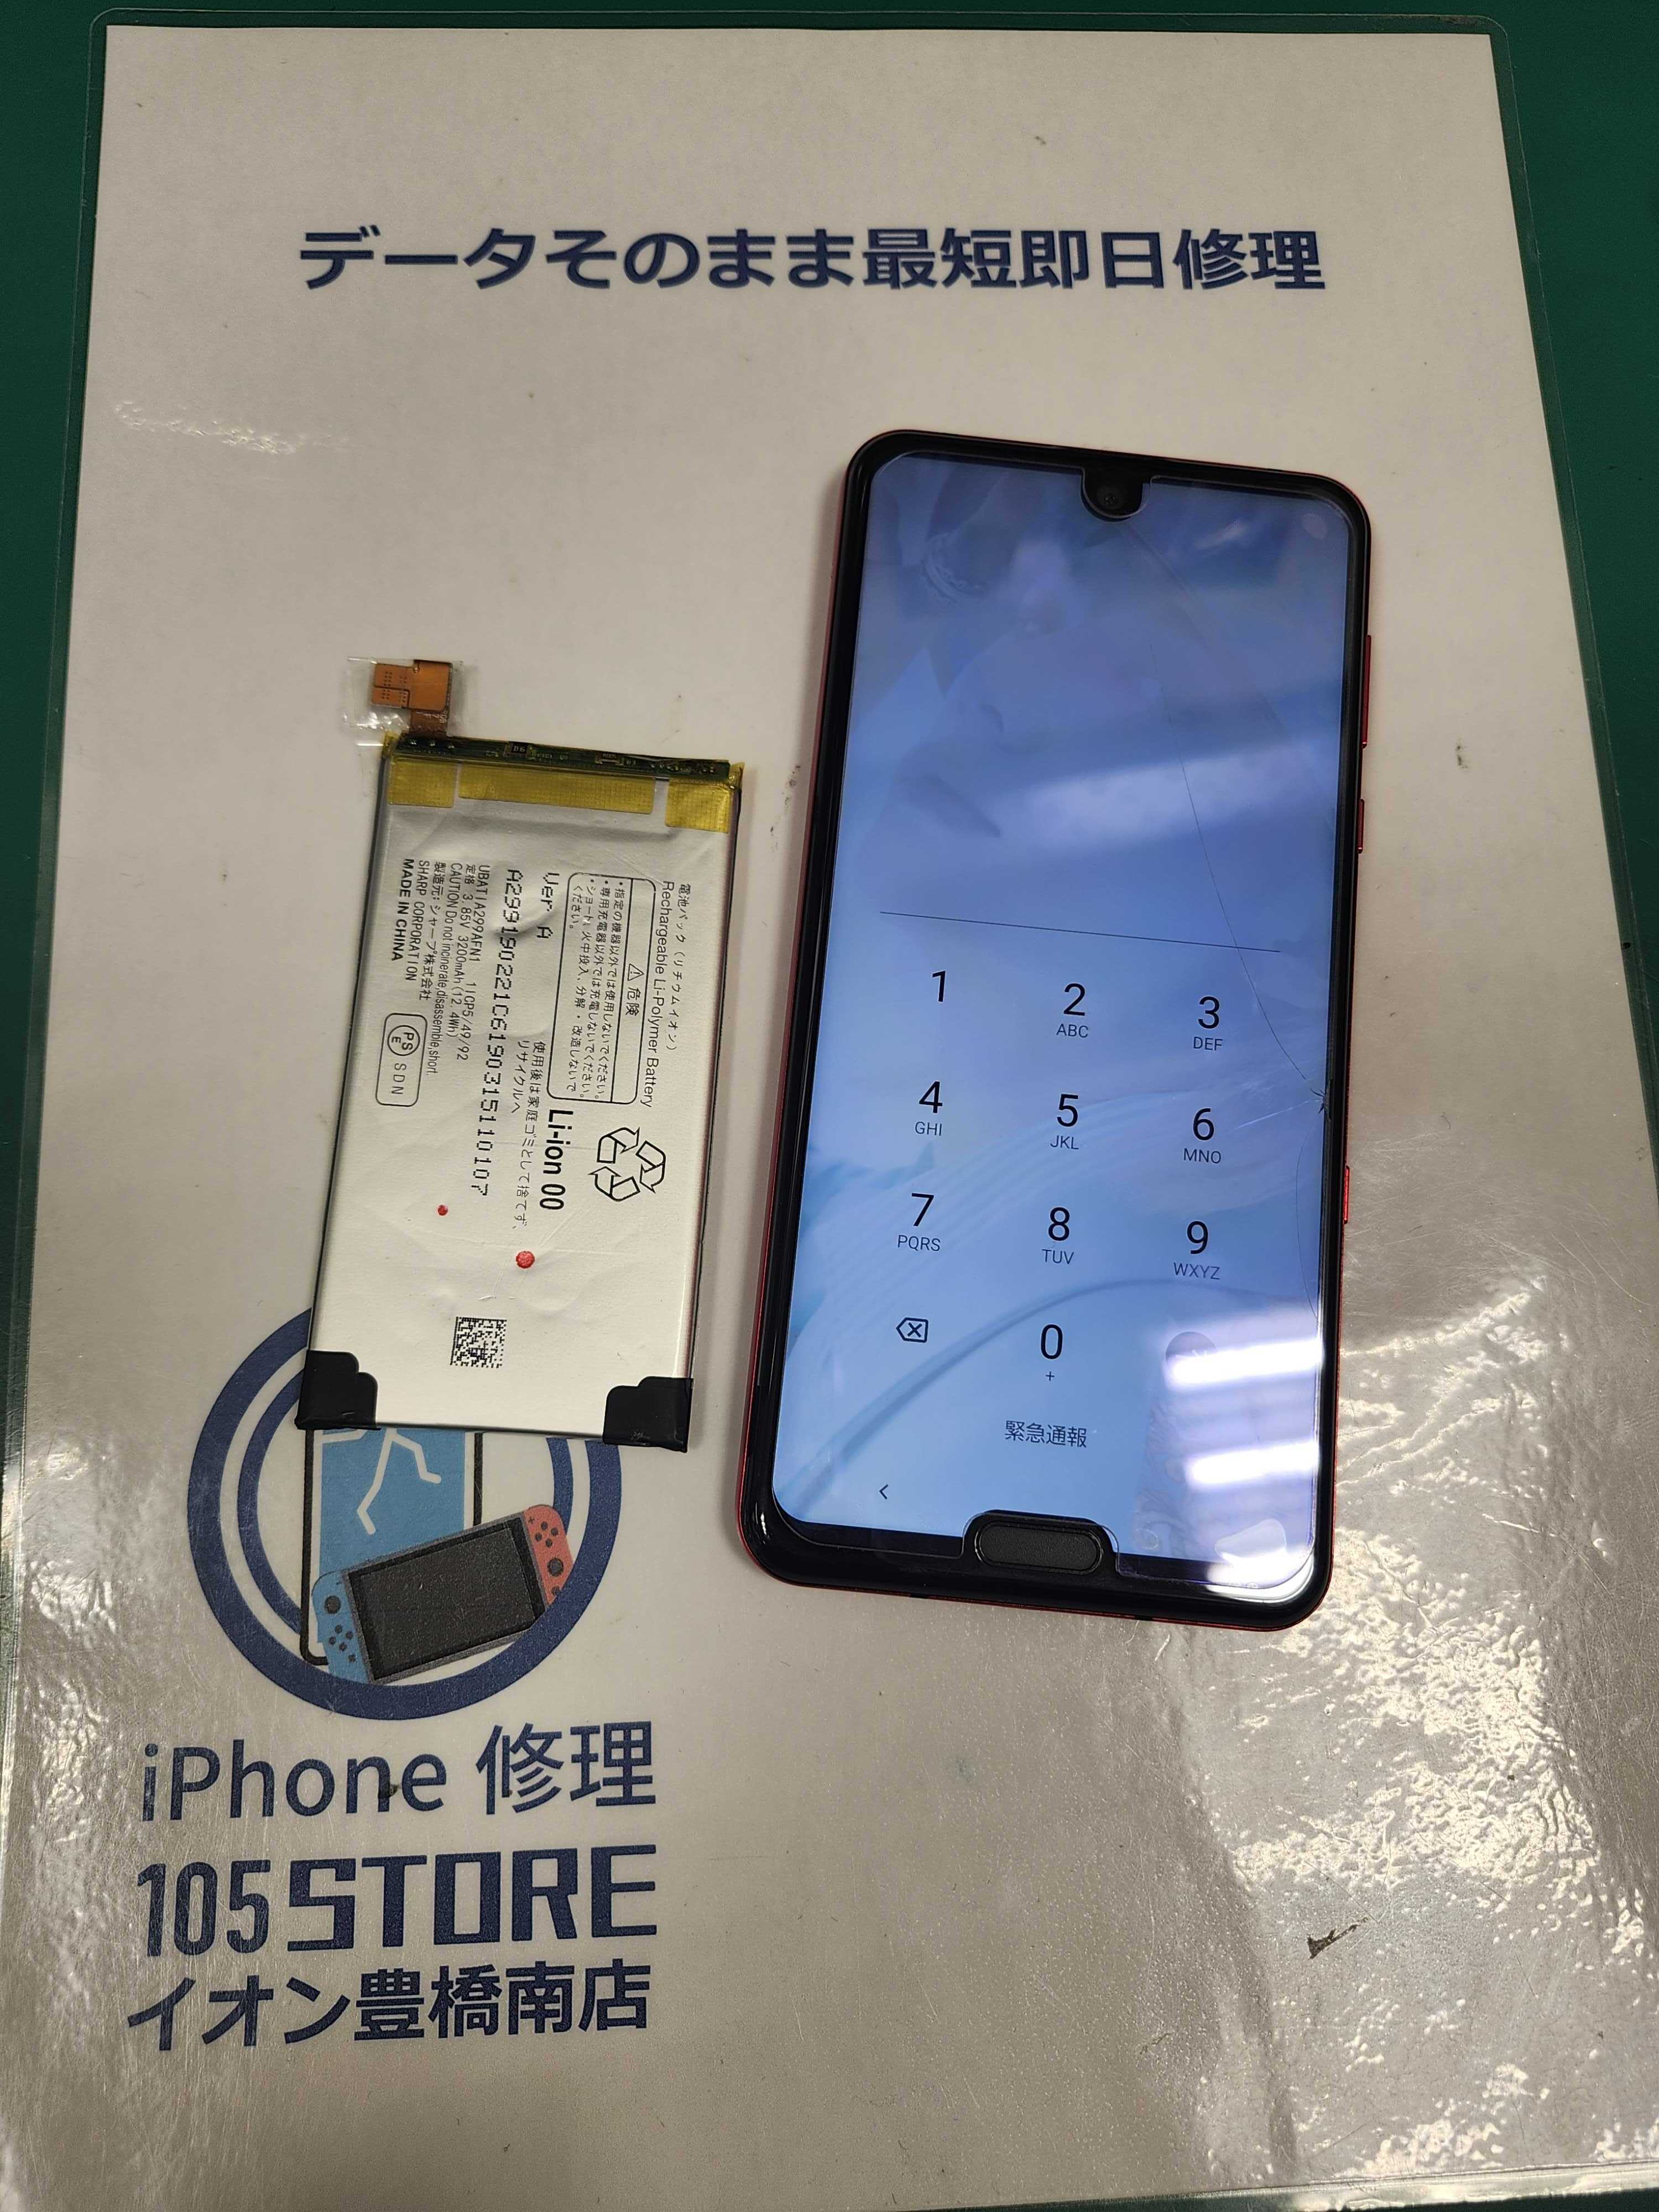 データそのまま最短即日修理
電池パック（リチウムイオン）
Rechargeable Li-Polymer Battery
⚠危険
・指定の機器以外では使用しないでください。
・専用充電器以外では充電しないでください。
・ショート、火中投入、分解・改造しないで
ください。
Li-ion 00
使用後は家庭ゴミとして捨てず、
リサイクルへ
Ver A
UBATIA299AFN1 1ICP5/49/92
定格 3.85V 3200mAh(12.4Wh)
CAUTION Do not incinerate,disassemble,short.
製造元：シャープ株式会社
SHARP CORPORATION
MADE IN CHINA
PSE SDN
1
2
ABC
3
DEF
4
GHI
5
JKL
6
MNO
7
PQRS
8
TUV
9
WXYZ
0
+
緊急通報
iPhone 修理
105 STORE
イオン豊橋南店